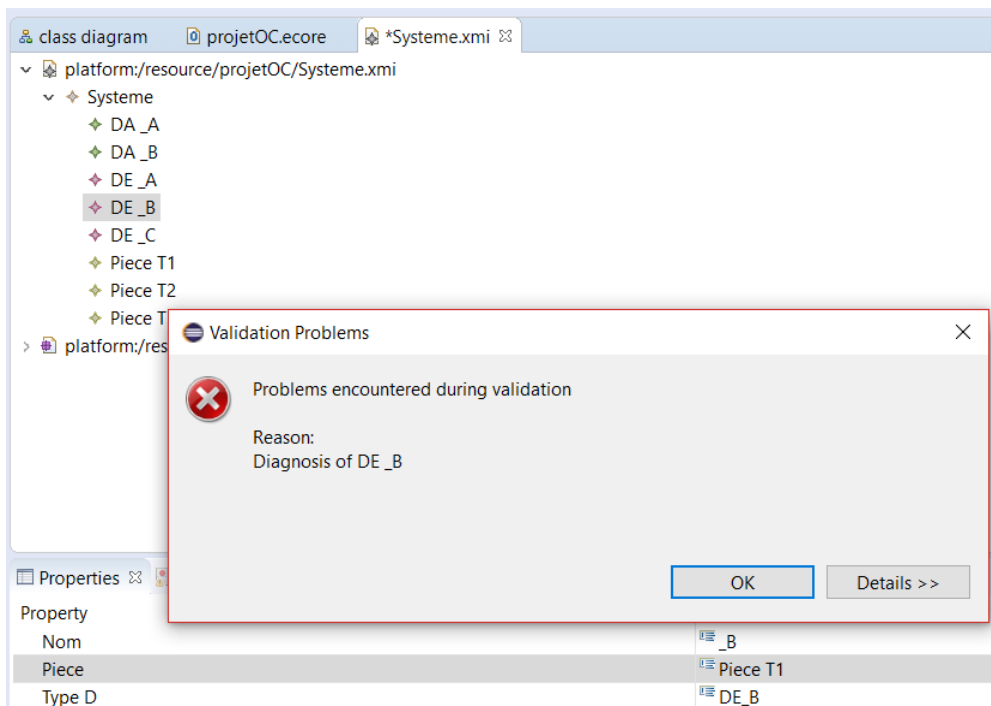 class diagram projetOC.ecore *Systeme.xmi
platform:/resource/projetOC/Systeme.xmi
Systeme
DA _A
DA _B
DE _A
DE _B
DE _C
Piece T1
Piece T2
Piece T
platform:/res
Validation Problems
Problems encountered during validation
Reason:
Diagnosis of DE _B
OK Details >>
Properties
Property
Nom _B
Piece Piece T1
Type D DE_B